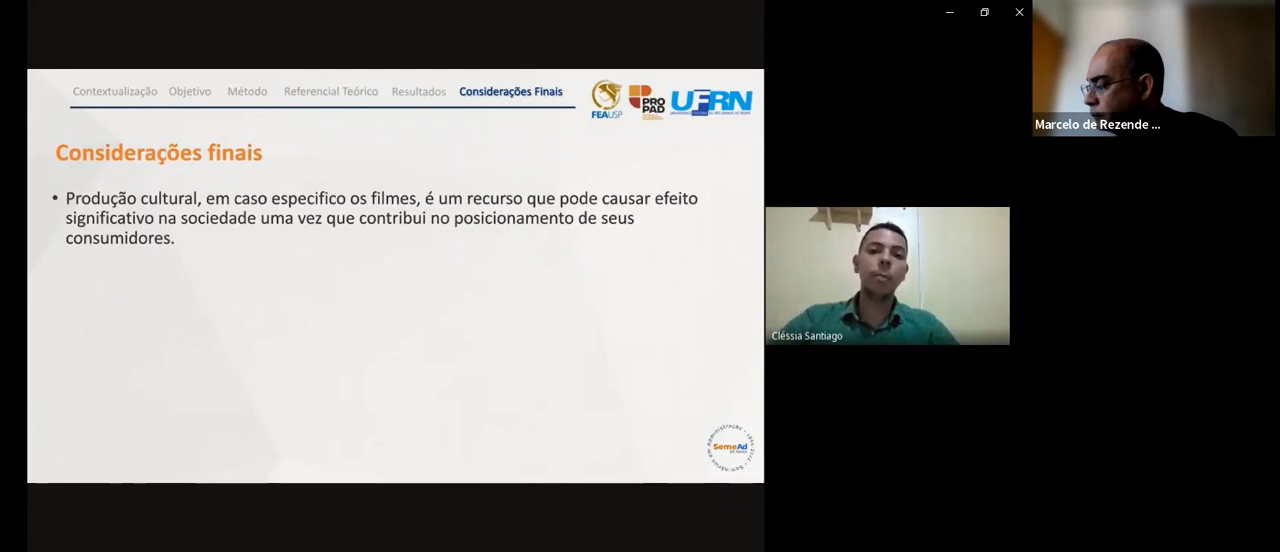 Contextualização Objetivo Método Referencial Teórico Resultados Considerações Finais
FEAUSP
PRO
PAD
UFRN
Considerações finais
• Produção cultural, em caso especifico os filmes, é um recurso que pode causar efeito
significativo na sociedade uma vez que contribui no posicionamento de seus
consumidores.
SemeAd
Marcelo de Rezende ...
Cléssia Santiago